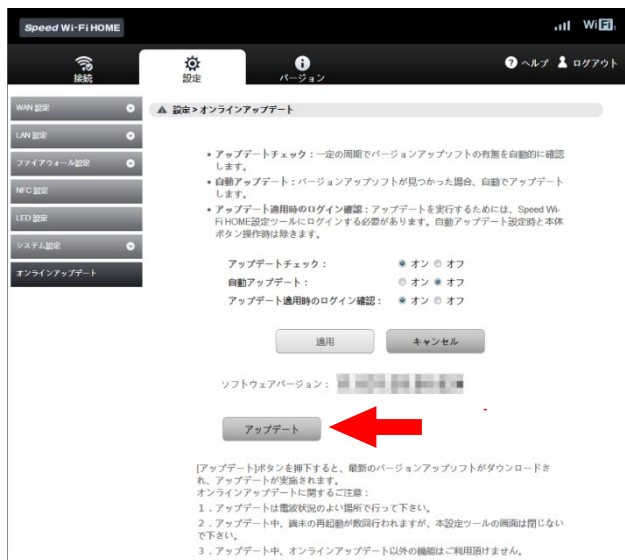 Speed Wi-Fi HOME
WiFi
接続
設定
バージョン
ヘルプ
ログアウト
WAN 設定
LAN 設定
ファイアウォール設定
NFC 設定
LED 設定
システム設定
オンラインアップデート
設定 > オンラインアップデート
• アップデートチェック：一定の周期でバージョンアップソフトの有無を自動的に確認
します。
• 自動アップデート：バージョンアップソフトが見つかった場合、自動でアップデート
します。
• アップデート適用時のログイン確認：アップデートを実行するためには、Speed Wi-
Fi HOME設定ツールにログインする必要があります。自動アップデート設定時と本体
ボタン操作時は除きます。
アップデートチェック： オン オフ
自動アップデート： オン オフ
アップデート適用時のログイン確認： オン オフ
適用 キャンセル
ソフトウェアバージョン：
アップデート
[アップデート]ボタンを押下すると、最新のバージョンアップソフトがダウンロードさ
れ、アップデートが実施されます。
オンラインアップデートに関するご注意：
１．アップデートは電波状況のよい場所で行って下さい。
２．アップデート中、端末の再起動が数回行われますが、本設定ツールの画面は閉じない
で下さい。
３．アップデート中、オンラインアップデート以外の機能はご利用頂けません。